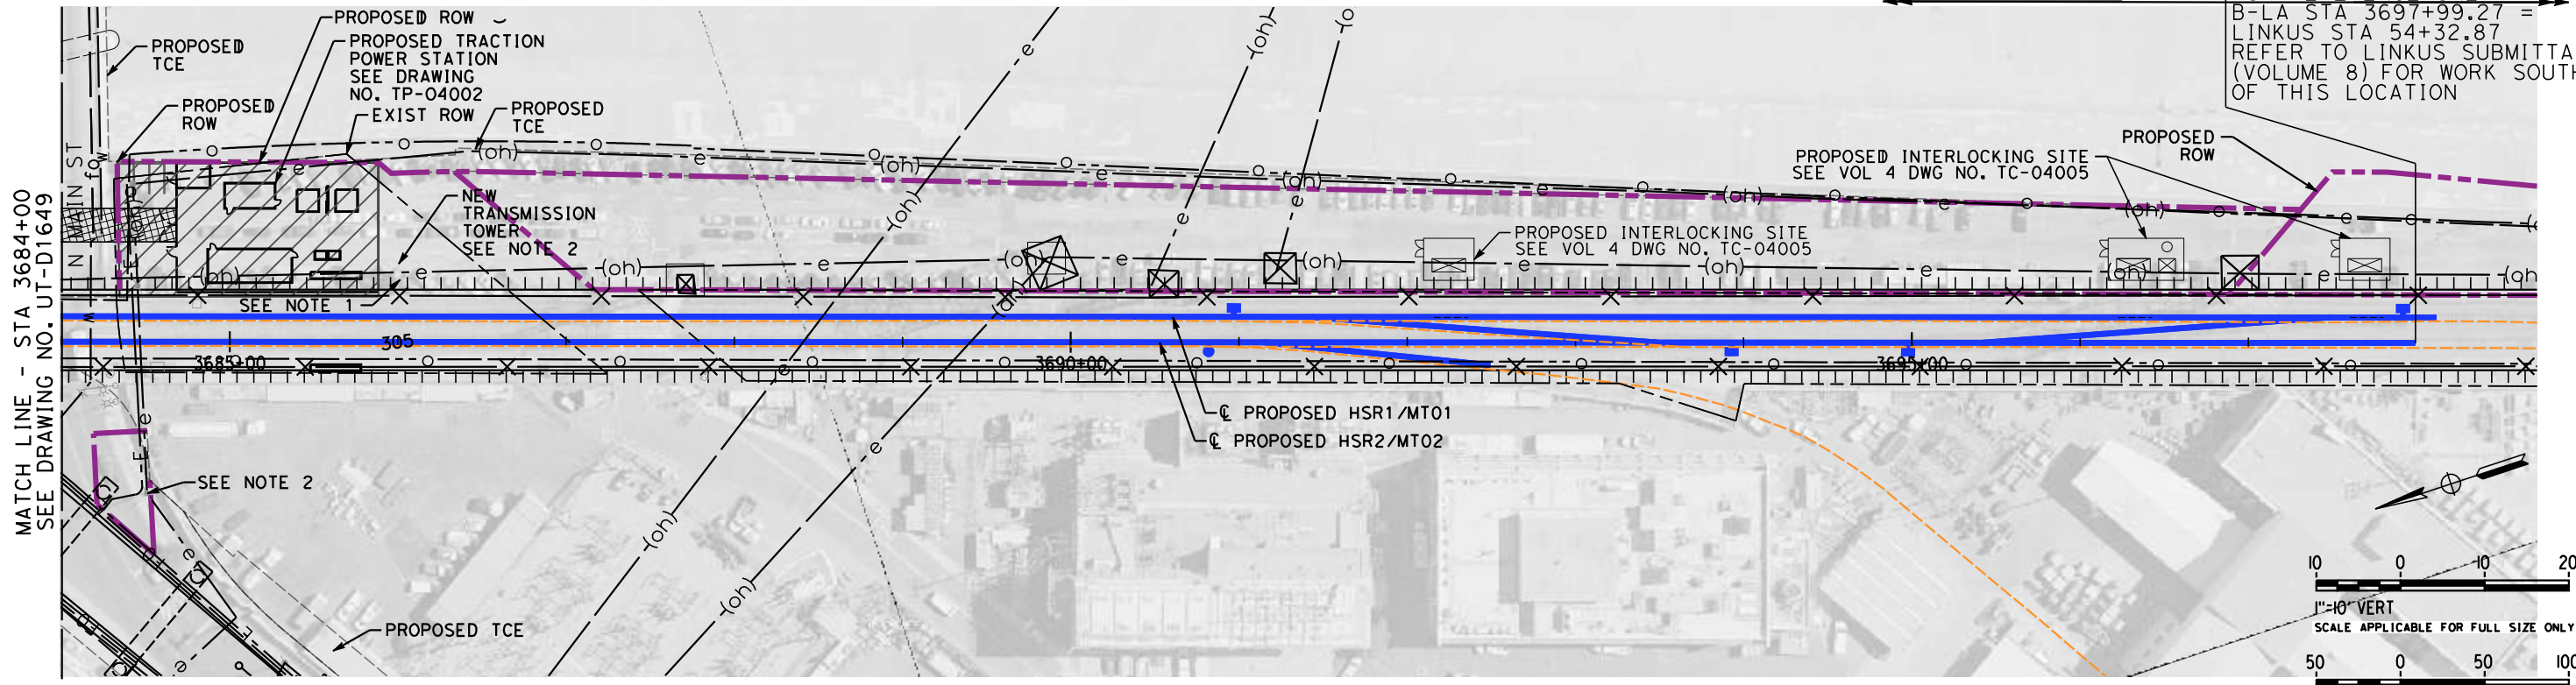 PROPOSED ROW
PROPOSED TRACTION
POWER STATION
SEE DRAWING
NO. TP-04002
PROPOSED
TCE
PROPOSED
ROW
EXIST ROW
PROPOSED
TCE
B-LA STA 3697+99.27 =
LINKUS STA 54+32.87
REFER TO LINKUS SUBMITTA
(VOLUME 8) FOR WORK SOUTH
OF THIS LOCATION
PROPOSED
ROW
PROPOSED INTERLOCKING SITE
SEE VOL 4 DWG NO. TC-04005
PROPOSED INTERLOCKING SITE
SEE VOL 4 DWG NO. TC-04005
NEW
TRANSMISSION
TOWER
SEE NOTE 2
SEE NOTE 1
N MAIN ST
MATCH LINE - STA 3684+00
SEE DRAWING NO. UT-D1649
305
3685+00
3690+00
3695+00
℄ PROPOSED HSR1/MT01
℄ PROPOSED HSR2/MT02
SEE NOTE 2
PROPOSED TCE
10 0 10 20
1"=10' VERT
SCALE APPLICABLE FOR FULL SIZE ONLY
50 0 50 100